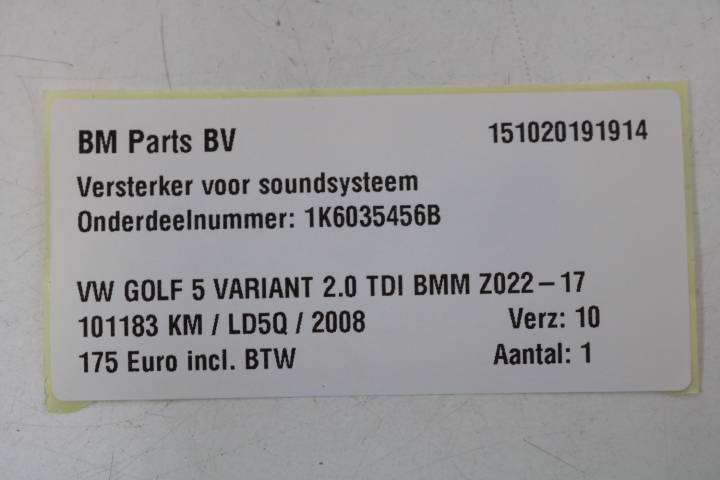 BM Parts BV 151020191914
Versterker voor soundsysteem
Onderdeelnummer: 1K6035456B
VW GOLF 5 VARIANT 2.0 TDI BMM Z022-17
101183 KM / LD5Q / 2008 Verz: 10
175 Euro incl. BTW Aantal: 1